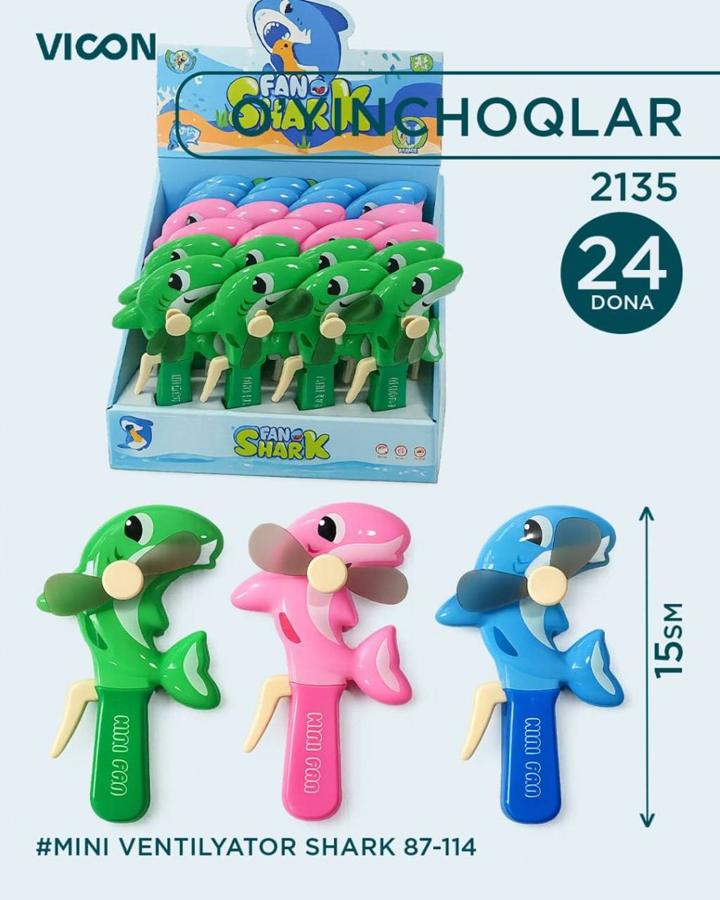 VICON
FAN
SHARK
O'YINCHOQLAR
2135
24
DONA
FAN
SHARK
15SM
MINI FAN
MINI FAN
MINI FAN
#MINI VENTILYATOR SHARK 87-114